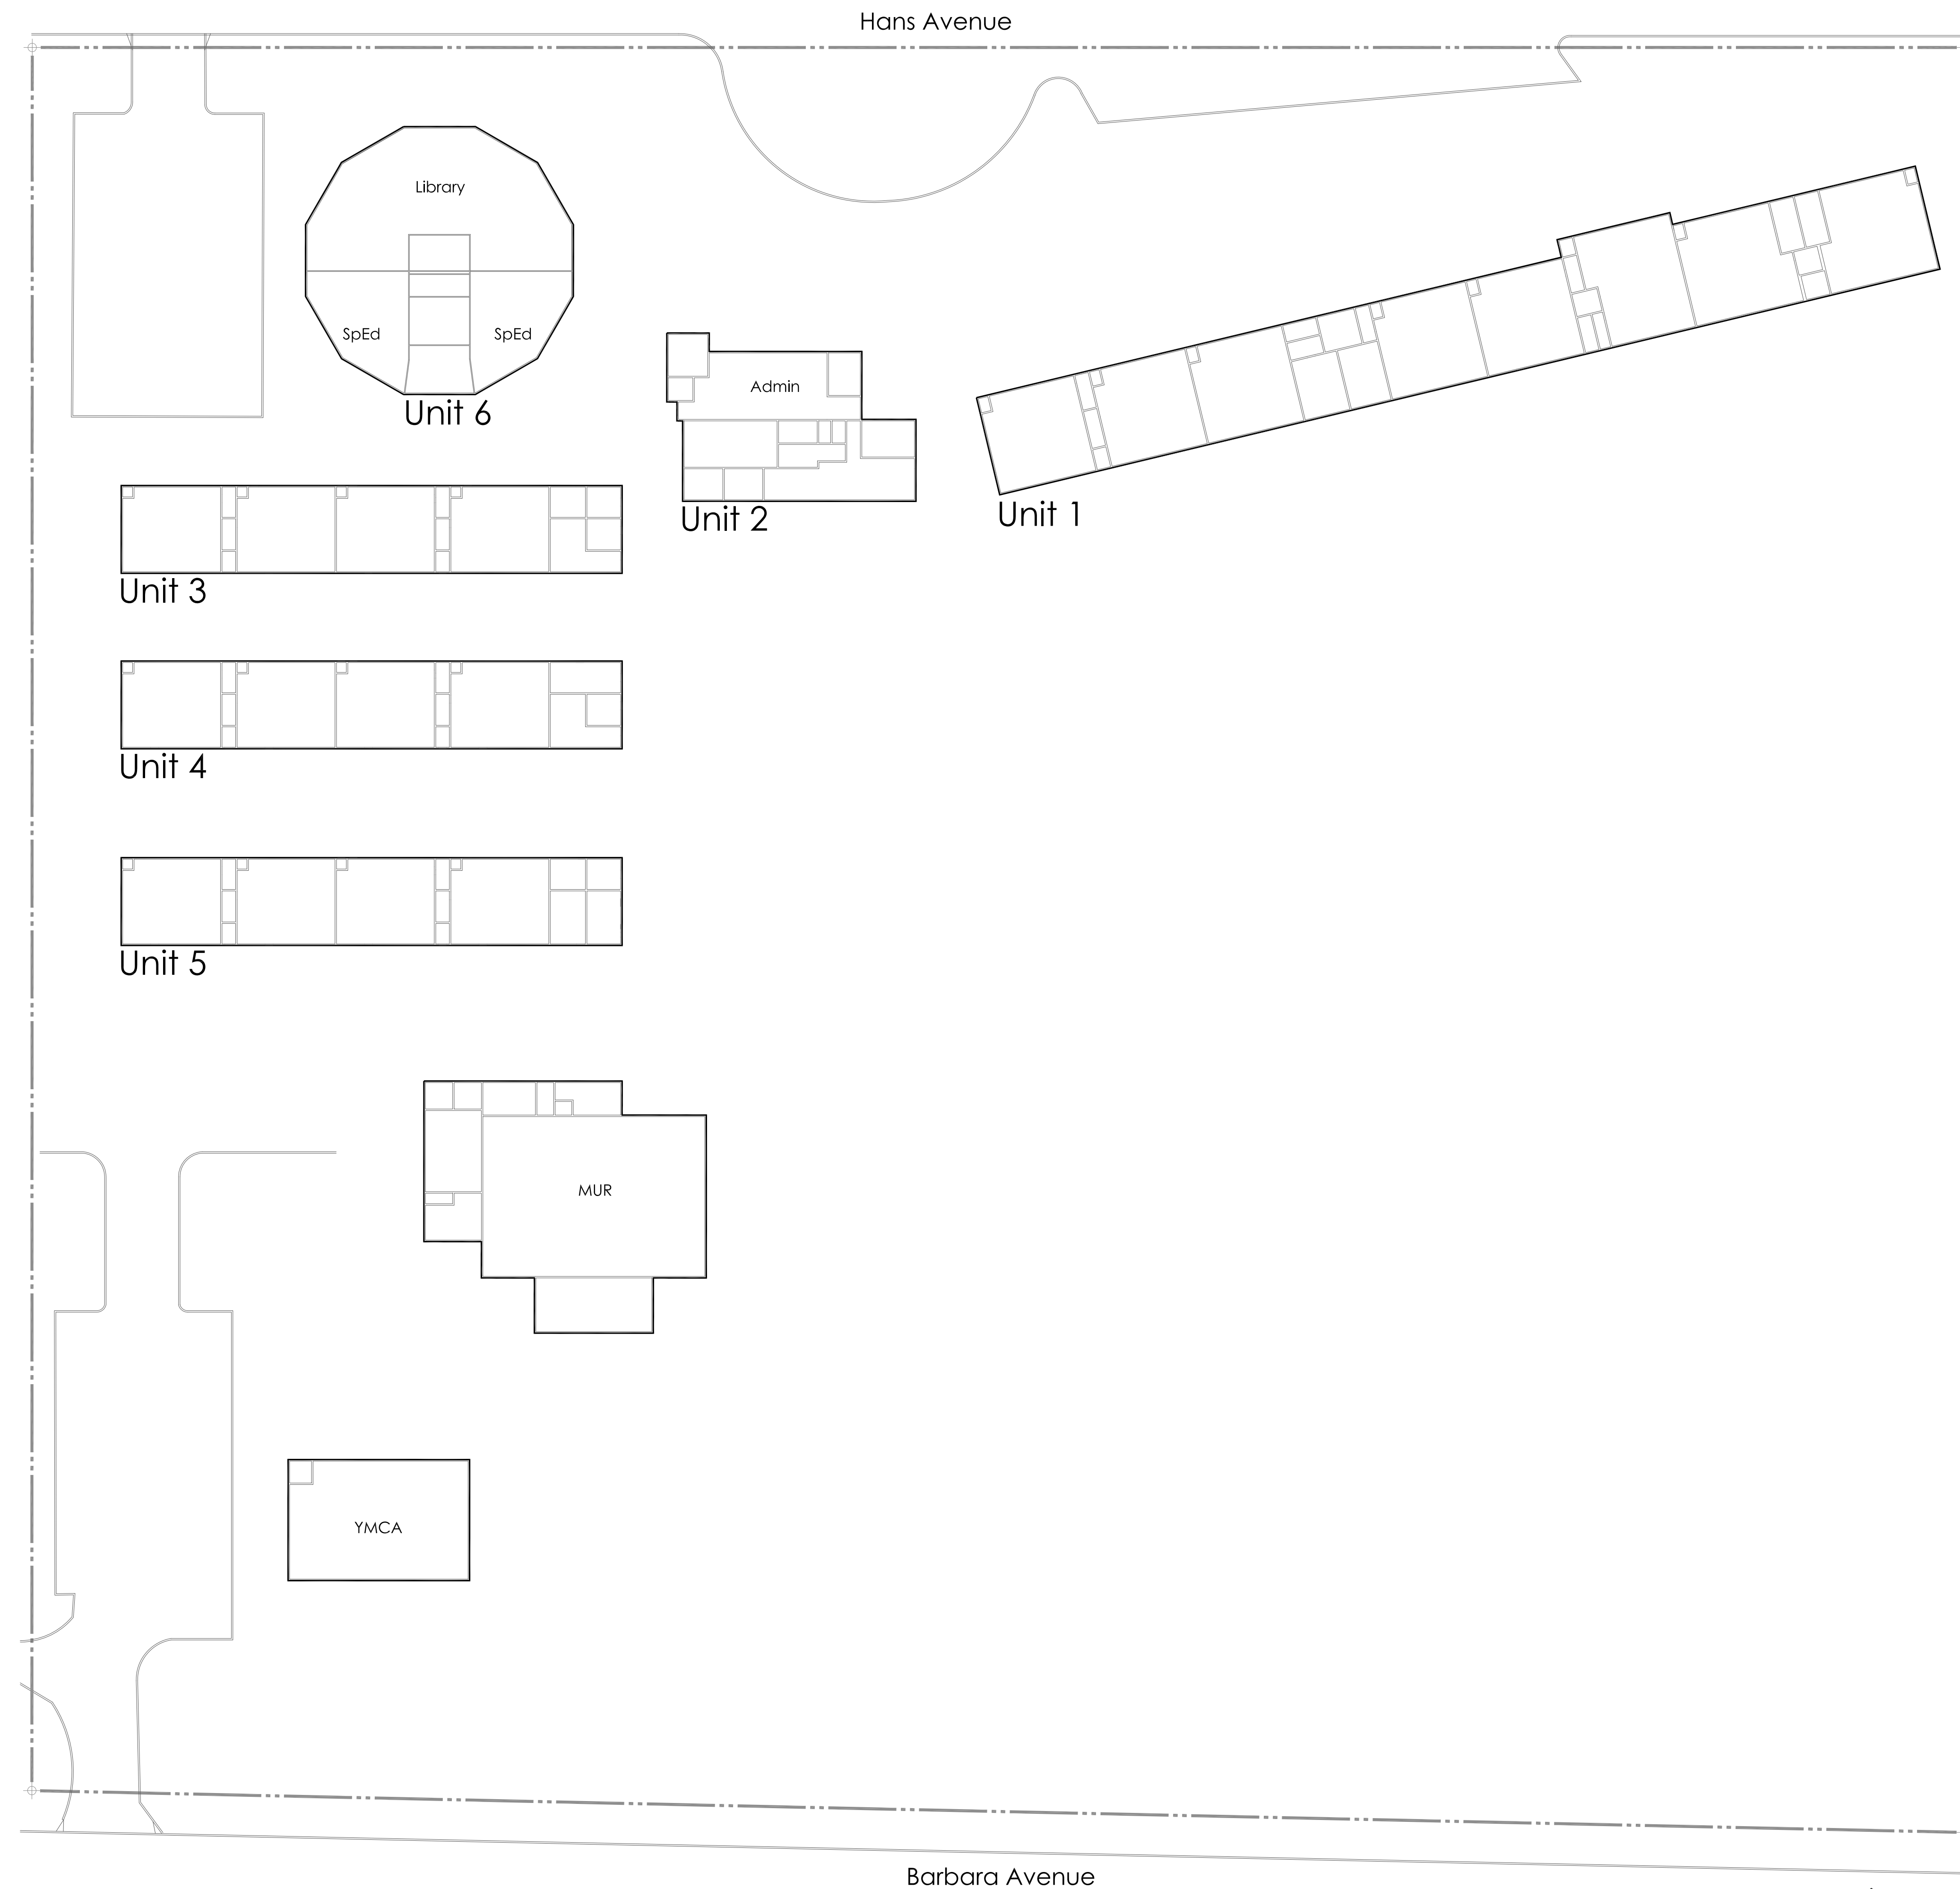 Hans Avenue
Library
SpEd
SpEd
Unit 6
Admin
Unit 2
Unit 1
Unit 3
Unit 4
Unit 5
MUR
YMCA
Barbara Avenue